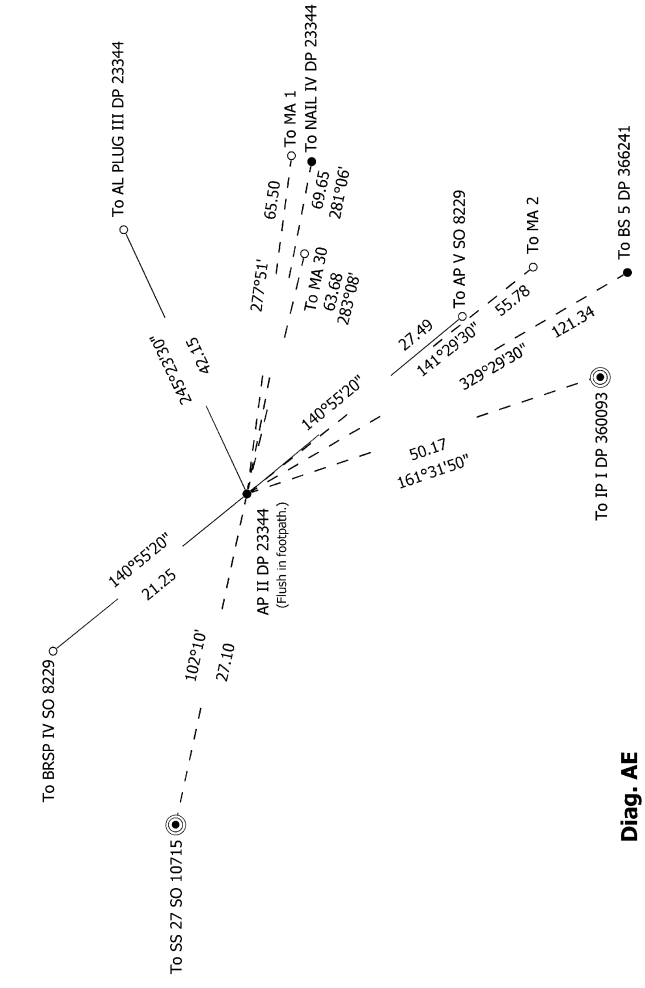 To AL PLUG III DP 23344
245°23'30"
42.15
To MA 1
65.50
277°51'
To NAIL IV DP 23344
69.65
281°06'
To MA 30
63.68
283°08'
To AP V SO 8229
27.49
140°55'20"
To MA 2
55.78
141°29'30"
To BS 5 DP 366241
121.34
329°29'30"
To IP I DP 360093
50.17
161°31'50"
AP II DP 23344
(Flush in footpath.)
To BRSP IV SO 8229
140°55'20"
21.25
To SS 27 SO 10715
102°10'
27.10
Diag. AE